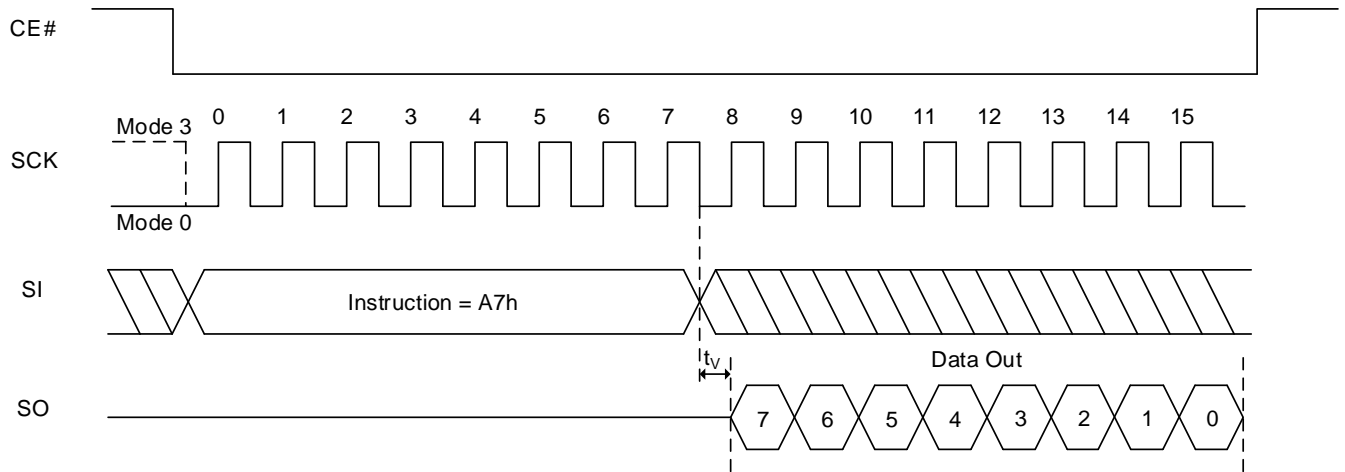 CE#
Mode 3 0 1 2 3 4 5 6 7 8 9 10 11 12 13 14 15
SCK
Mode 0
SI
Instruction = A7h
tV Data Out
SO
7 6 5 4 3 2 1 0